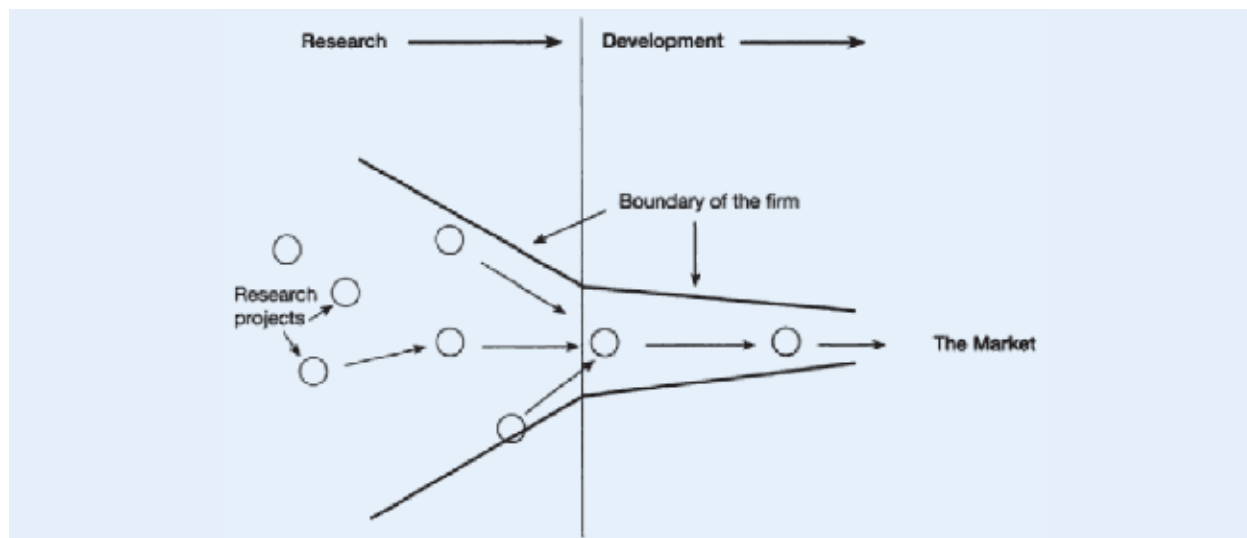 Research
Development
Boundary of the firm
Research
projects
The Market